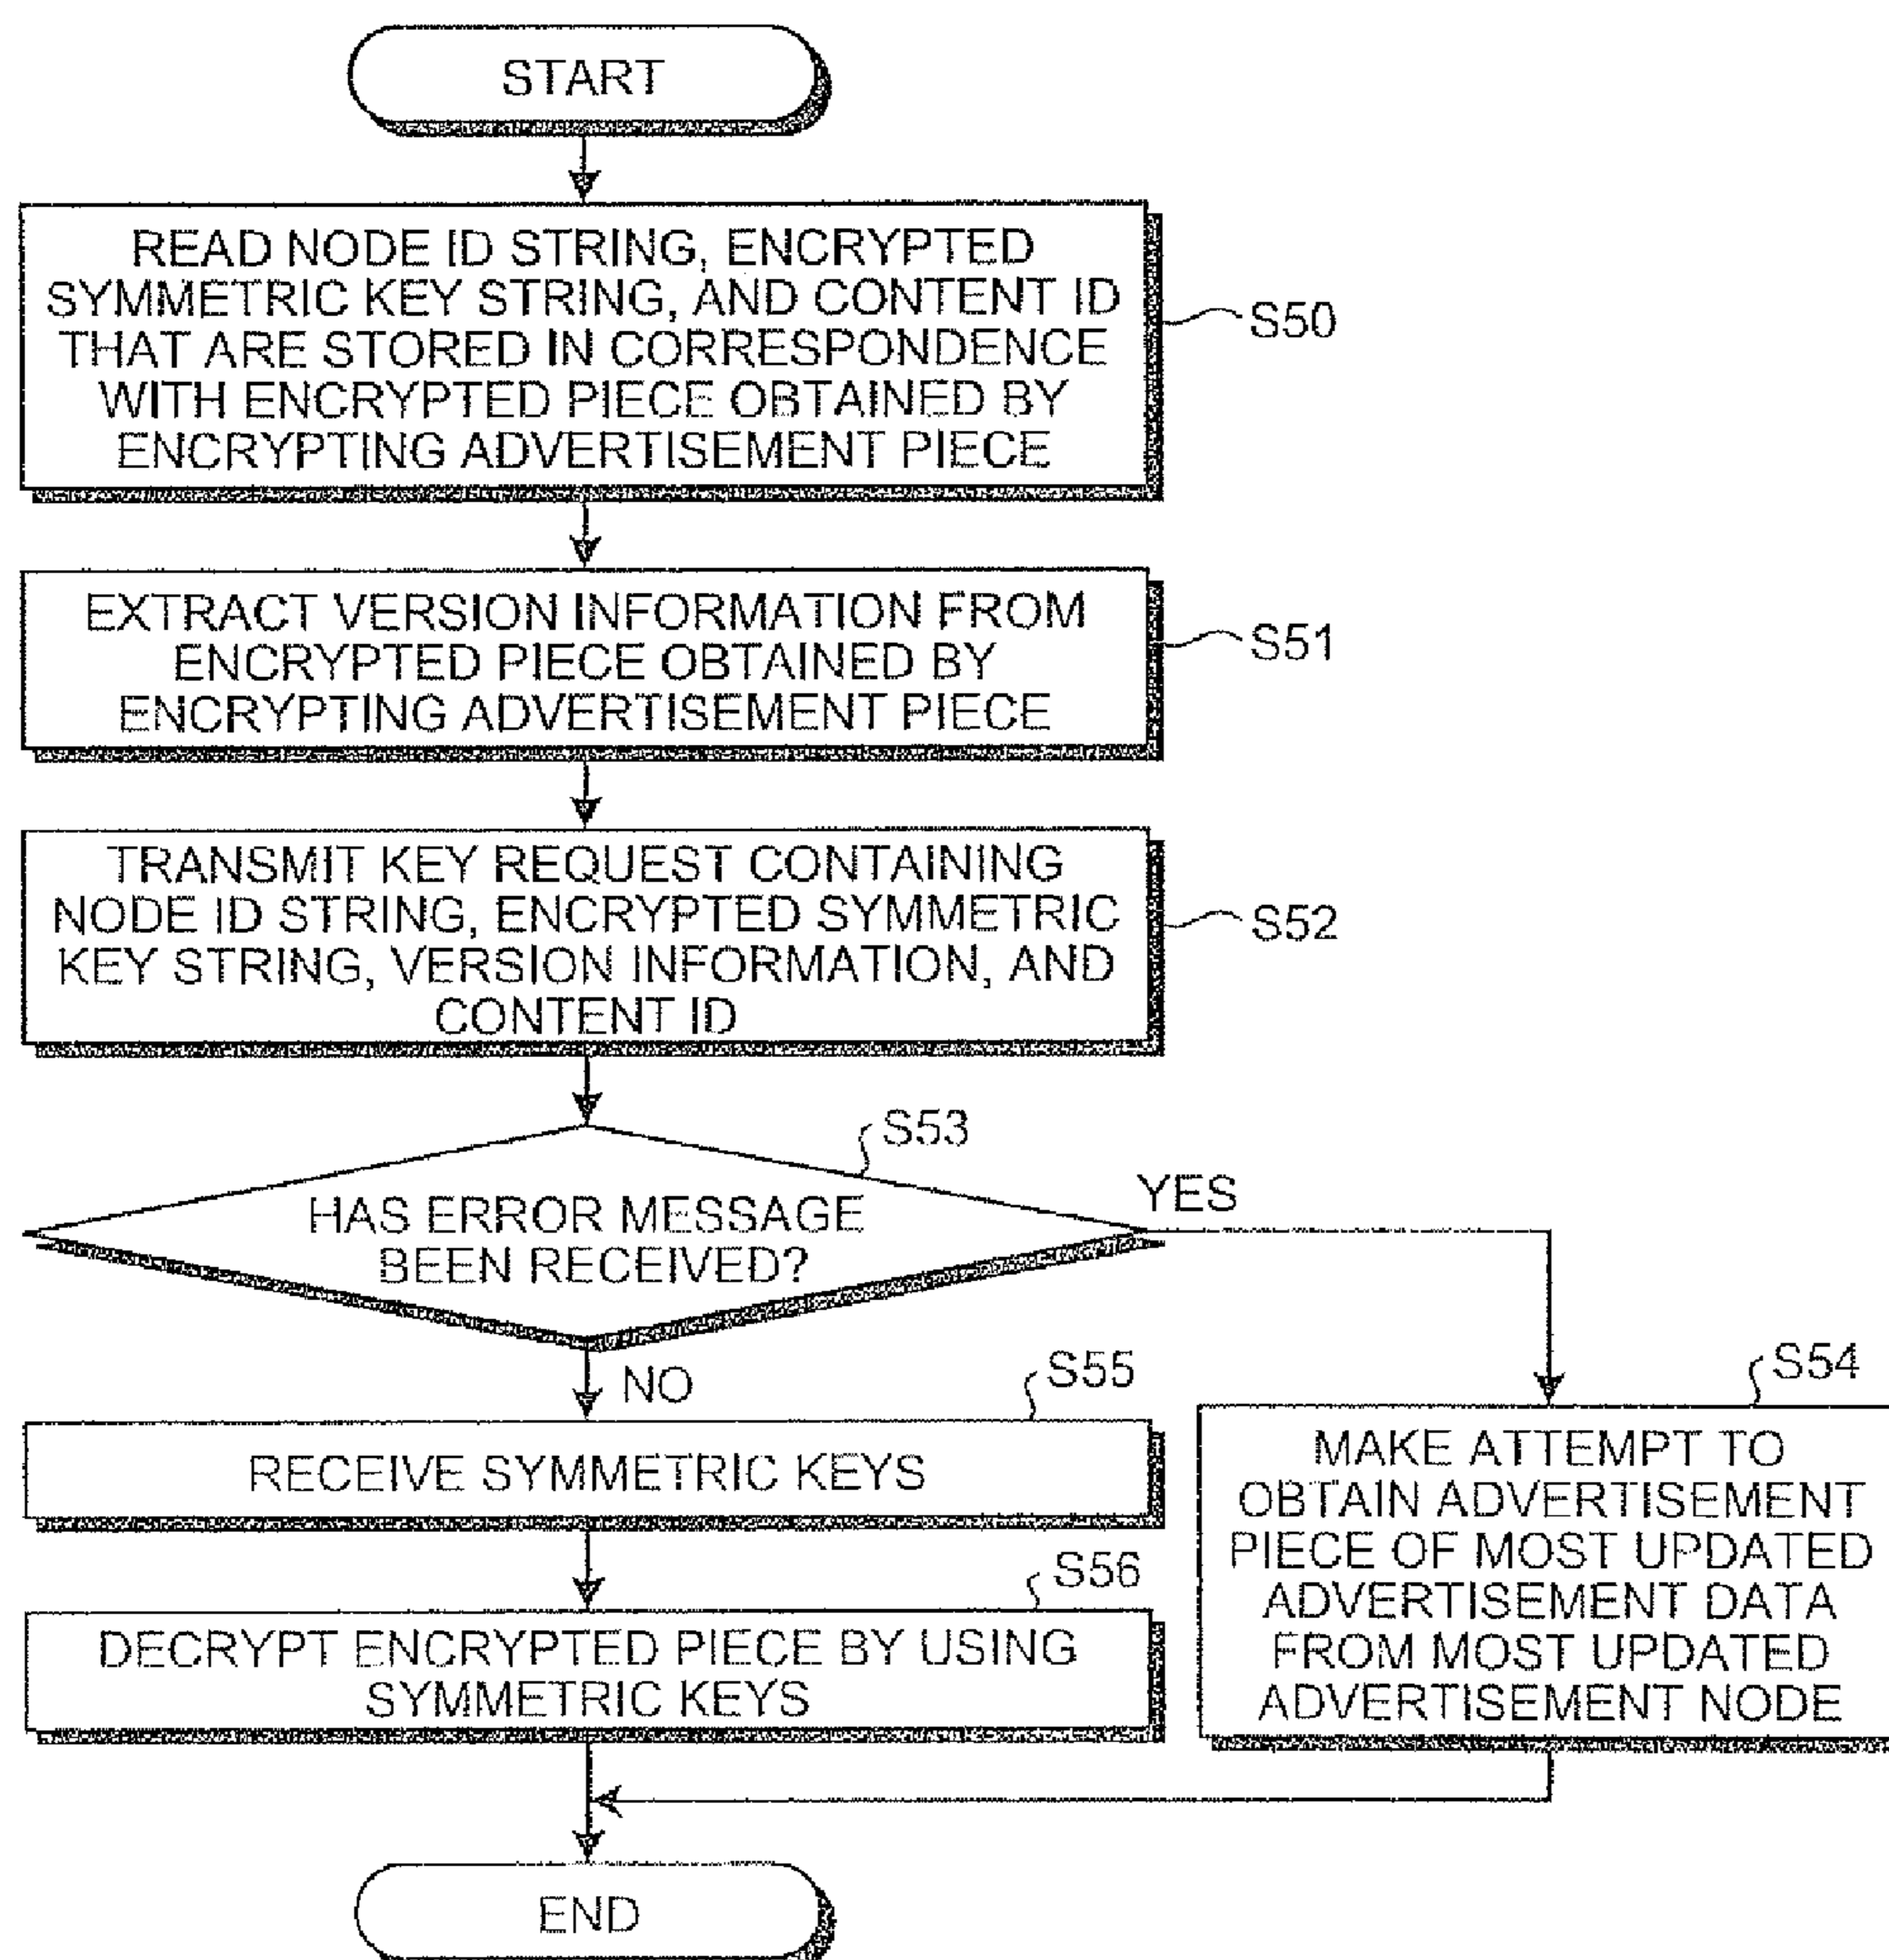 START
READ NODE ID STRING, ENCRYPTED
SYMMETRIC KEY STRING, AND CONTENT ID
THAT ARE STORED IN CORRESPONDENCE
WITH ENCRYPTED PIECE OBTAINED BY
ENCRYPTING ADVERTISEMENT PIECE
S50
EXTRACT VERSION INFORMATION FROM
ENCRYPTED PIECE OBTAINED BY
ENCRYPTING ADVERTISEMENT PIECE
S51
TRANSMIT KEY REQUEST CONTAINING
NODE ID STRING, ENCRYPTED SYMMETRIC
KEY STRING, VERSION INFORMATION, AND
CONTENT ID
S52
S53
HAS ERROR MESSAGE
BEEN RECEIVED?
YES
NO
S55
RECEIVE SYMMETRIC KEYS
S56
DECRYPT ENCRYPTED PIECE BY USING
SYMMETRIC KEYS
S54
MAKE ATTEMPT TO
OBTAIN ADVERTISEMENT
PIECE OF MOST UPDATED
ADVERTISEMENT DATA
FROM MOST UPDATED
ADVERTISEMENT NODE
END